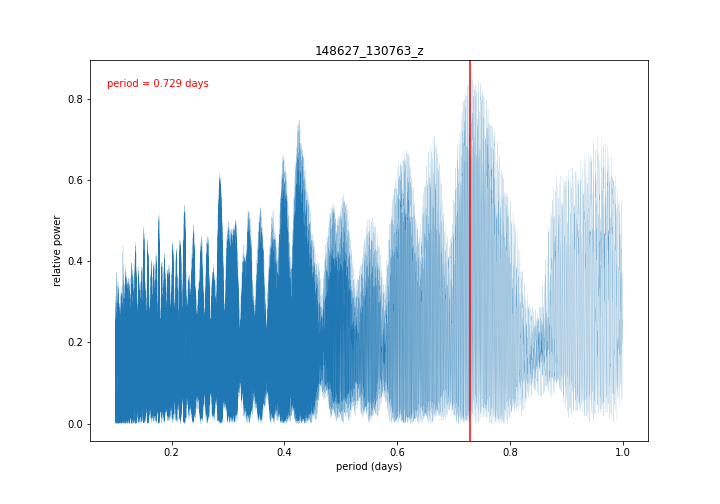 148627_130763_z
period = 0.729 days
0.8
0.6
0.4
0.2
0.0
relative power
0.2 0.4 0.6 0.8 1.0
period (days)